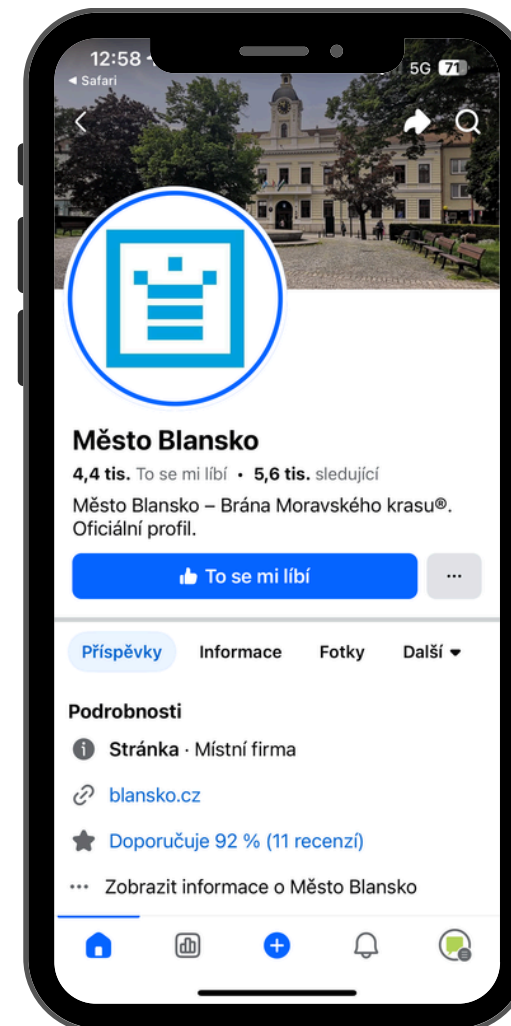 12:58
5G 71
◄ Safari
Město Blansko
4,4 tis. To se mi líbí • 5,6 tis. sledující
Město Blansko – Brána Moravského krasu®.
Oficiální profil.
To se mi líbí
Příspěvky Informace Fotky Další
Podrobnosti
Stránka · Místní firma
blansko.cz
Doporučuje 92 % (11 recenzí)
Zobrazit informace o Město Blansko